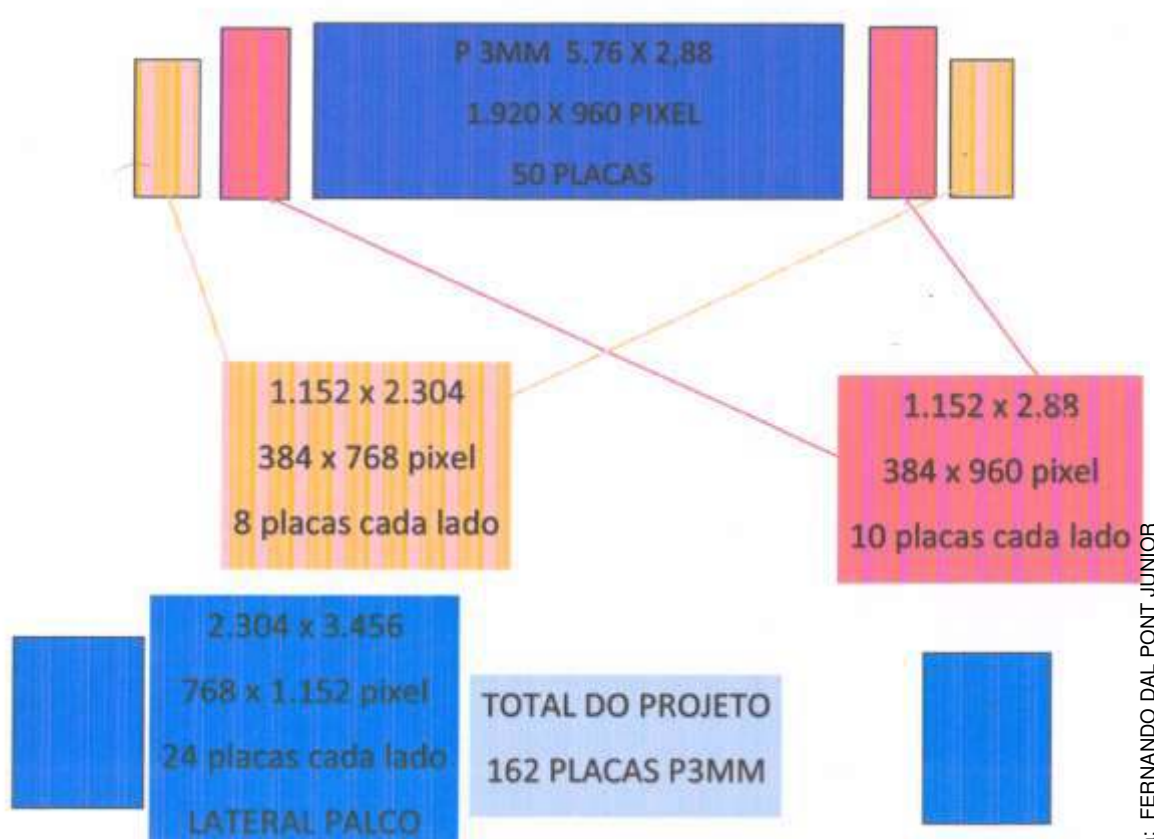 P 3MM 5.76 X 2,88
1.920 X 960 PIXEL
50 PLACAS
1.152 x 2.304
384 x 768 pixel
8 placas cada lado
1.152 x 2.88
384 x 960 pixel
10 placas cada lado
2.304 x 3.456
768 x 1.152 pixel
24 placas cada lado
LATERAL PALCO
TOTAL DO PROJETO
162 PLACAS P3MM
: FERNANDO DAL PONT JUNIOR